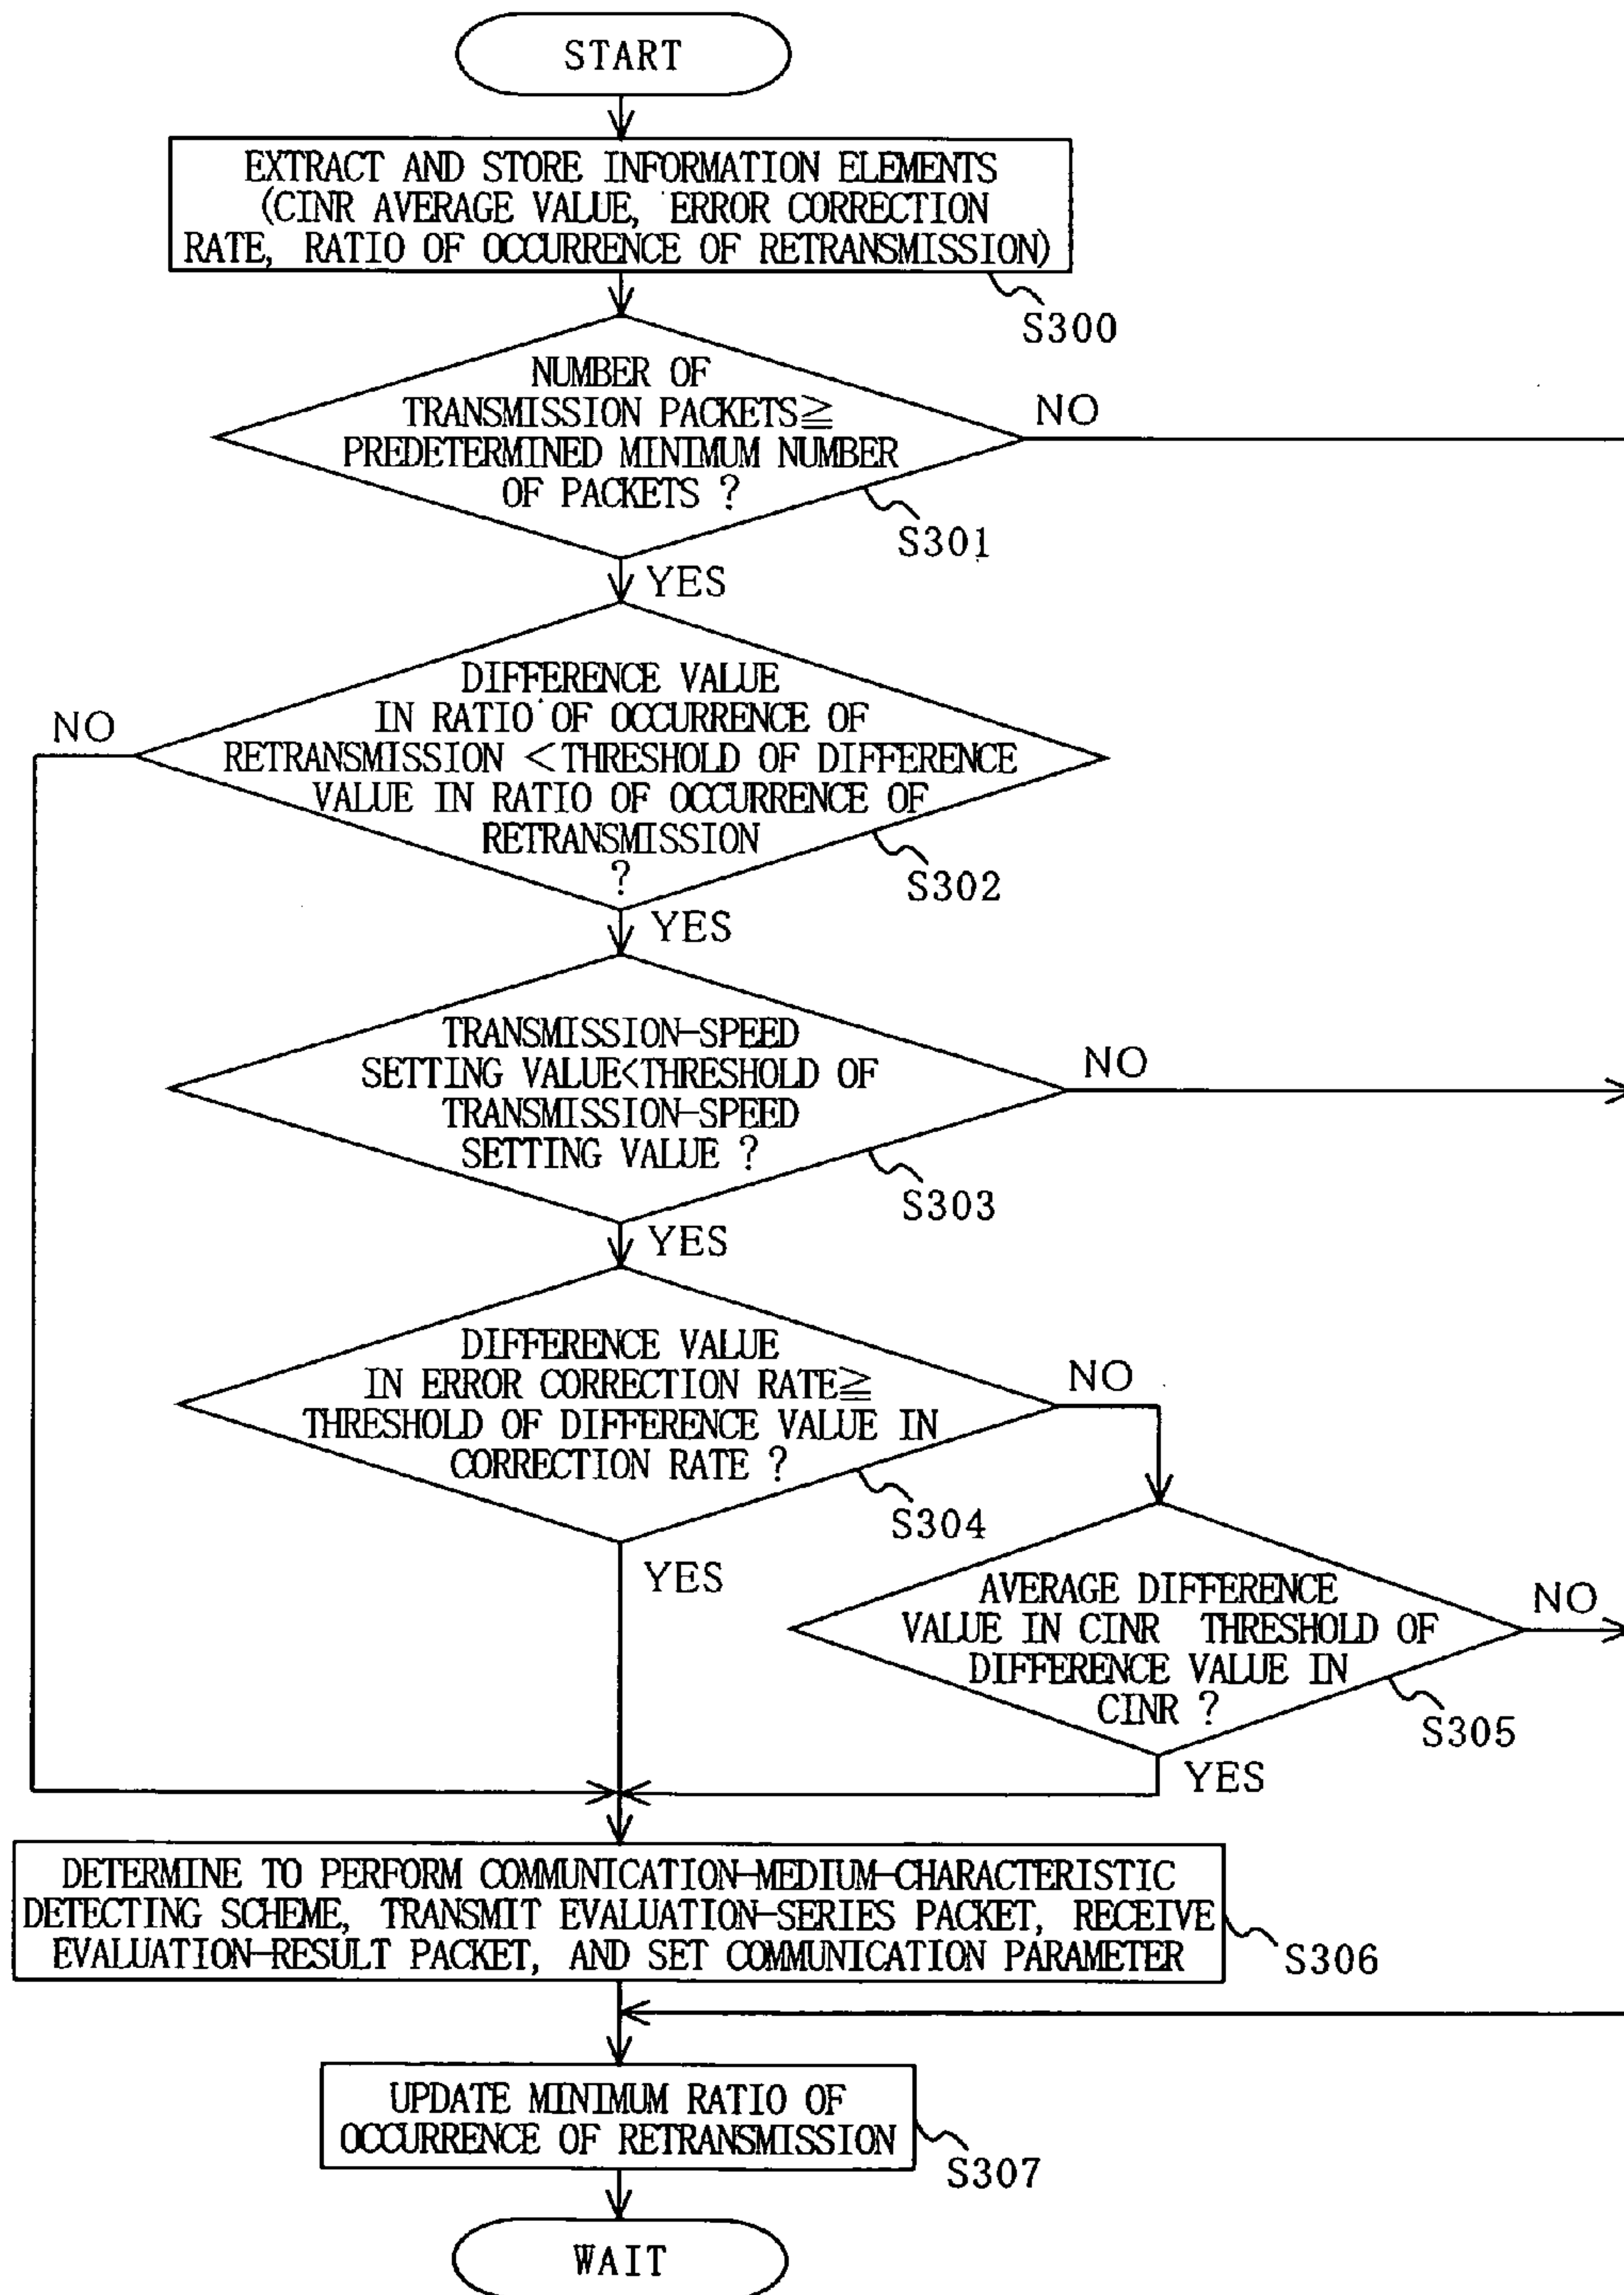 START
EXTRACT AND STORE INFORMATION ELEMENTS
(CINR AVERAGE VALUE, ERROR CORRECTION
RATE, RATIO OF OCCURRENCE OF RETRANSMISSION)
S300
NUMBER OF
TRANSMISSION PACKETS≧
PREDETERMINED MINIMUM NUMBER
OF PACKETS ?
NO
S301
YES
DIFFERENCE VALUE
IN RATIO OF OCCURRENCE OF
RETRANSMISSION <THRESHOLD OF DIFFERENCE
VALUE IN RATIO OF OCCURRENCE OF
RETRANSMISSION
?
NO
S302
YES
TRANSMISSION-SPEED
SETTING VALUE<THRESHOLD OF
TRANSMISSION-SPEED
SETTING VALUE ?
NO
S303
YES
DIFFERENCE VALUE
IN ERROR CORRECTION RATE≧
THRESHOLD OF DIFFERENCE VALUE IN
CORRECTION RATE ?
NO
S304
YES
AVERAGE DIFFERENCE
VALUE IN CINR THRESHOLD OF
DIFFERENCE VALUE IN
CINR ?
NO
S305
YES
DETERMINE TO PERFORM COMMUNICATION-MEDIUM-CHARACTERISTIC
DETECTING SCHEME, TRANSMIT EVALUATION-SERIES PACKET, RECEIVE
EVALUATION-RESULT PACKET, AND SET COMMUNICATION PARAMETER
S306
UPDATE MINIMUM RATIO OF
OCCURRENCE OF RETRANSMISSION
S307
WAIT